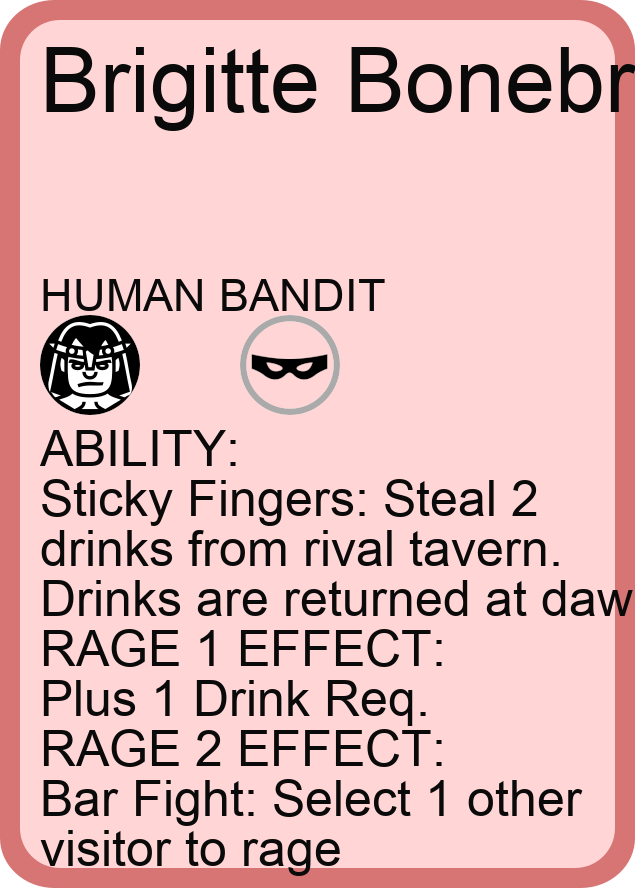 Brigitte Bonebr
HUMAN BANDIT
ABILITY:
Sticky Fingers: Steal 2
drinks from rival tavern.
Drinks are returned at daw
RAGE 1 EFFECT:
Plus 1 Drink Req.
RAGE 2 EFFECT:
Bar Fight: Select 1 other
visitor to rage